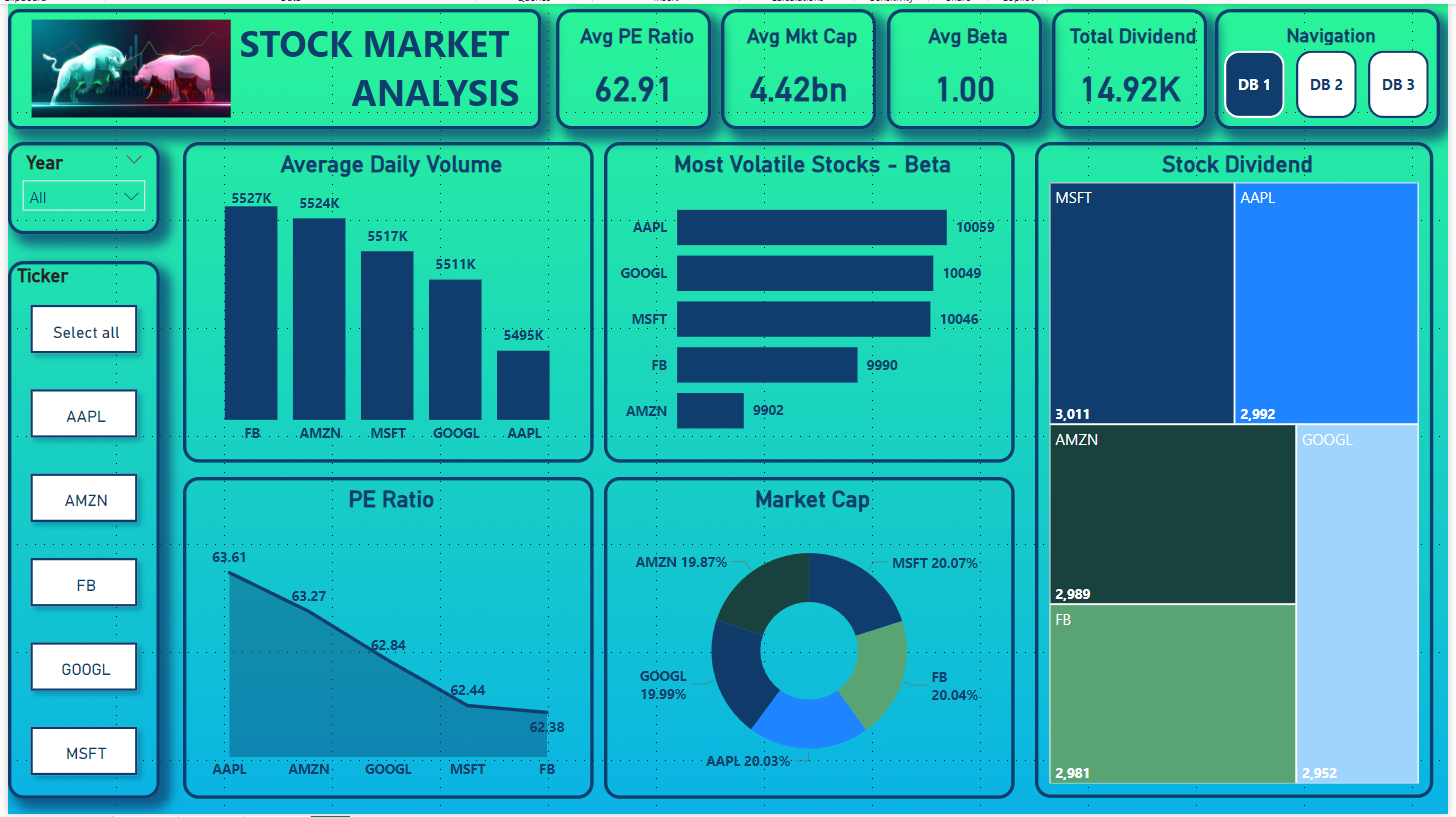 STOCK MARKET
ANALYSIS
Avg PE Ratio
62.91
Avg Mkt Cap
4.42bn
Avg Beta
1.00
Total Dividend
14.92K
Navigation
DB 1
DB 2
DB 3
Year
All
Ticker
Select all
AAPL
AMZN
FB
GOOGL
MSFT
Average Daily Volume
5527K
5524K
5517K
5511K
5495K
FB
AMZN
MSFT
GOOGL
AAPL
Most Volatile Stocks - Beta
AAPL 10059
GOOGL 10049
MSFT 10046
FB 9990
AMZN 9902
PE Ratio
63.61
63.27
62.84
62.44
62.38
AAPL
AMZN
GOOGL
MSFT
FB
Market Cap
AMZN 19.87%
MSFT 20.07%
GOOGL
19.99%
FB
20.04%
AAPL 20.03%
Stock Dividend
MSFT
3,011
AAPL
2,992
AMZN
2,989
GOOGL
2,952
FB
2,981